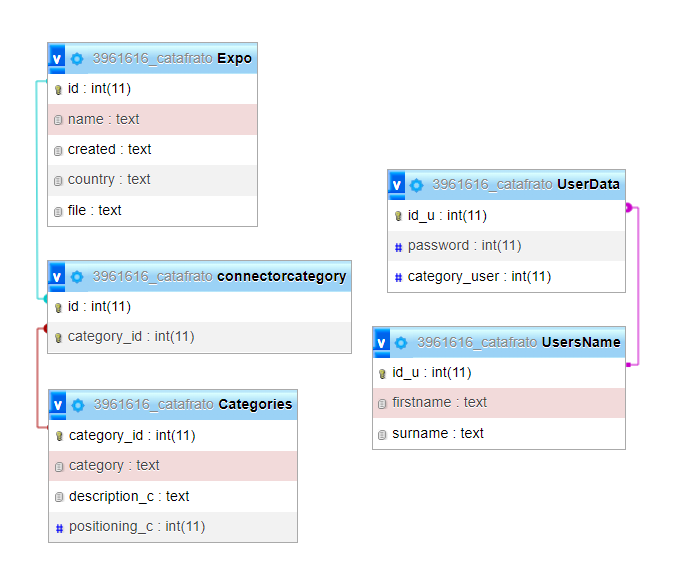 v 3961616_catafrato Expo
id : int(11)
name : text
created : text
country : text
file : text
v 3961616_catafrato connectorcategory
id : int(11)
category_id : int(11)
v 3961616_catafrato Categories
category_id : int(11)
category : text
description_c : text
# positioning_c : int(11)
v 3961616_catafrato UserData
id_u : int(11)
# password : int(11)
# category_user : int(11)
v 3961616_catafrato UsersName
id_u : int(11)
firstname : text
surname : text